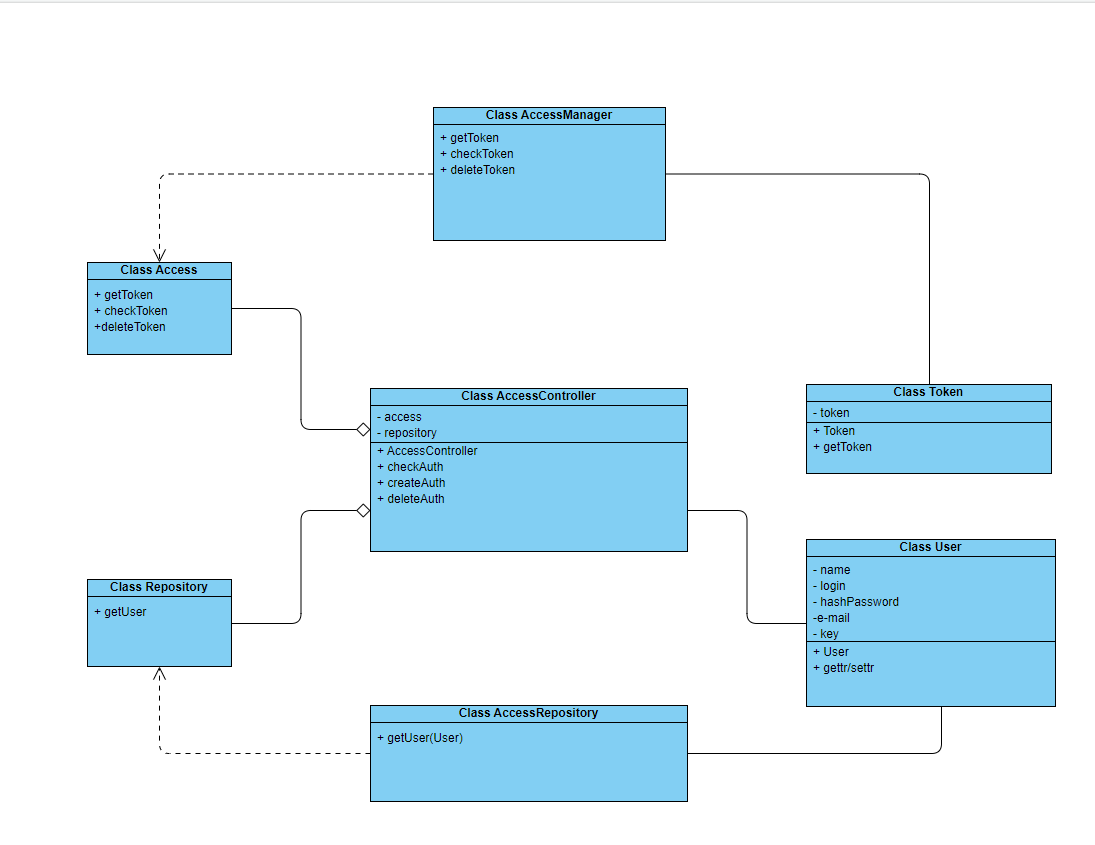 Class AccessManager
+ getToken
+ checkToken
+ deleteToken
Class Access
+ getToken
+ checkToken
+deleteToken
Class AccessController
- access
- repository
+ AccessController
+ checkAuth
+ createAuth
+ deleteAuth
Class Token
- token
+ Token
+ getToken
Class User
- name
- login
- hashPassword
-e-mail
- key
+ User
+ gettr/settr
Class Repository
+ getUser
Class AccessRepository
+ getUser(User)